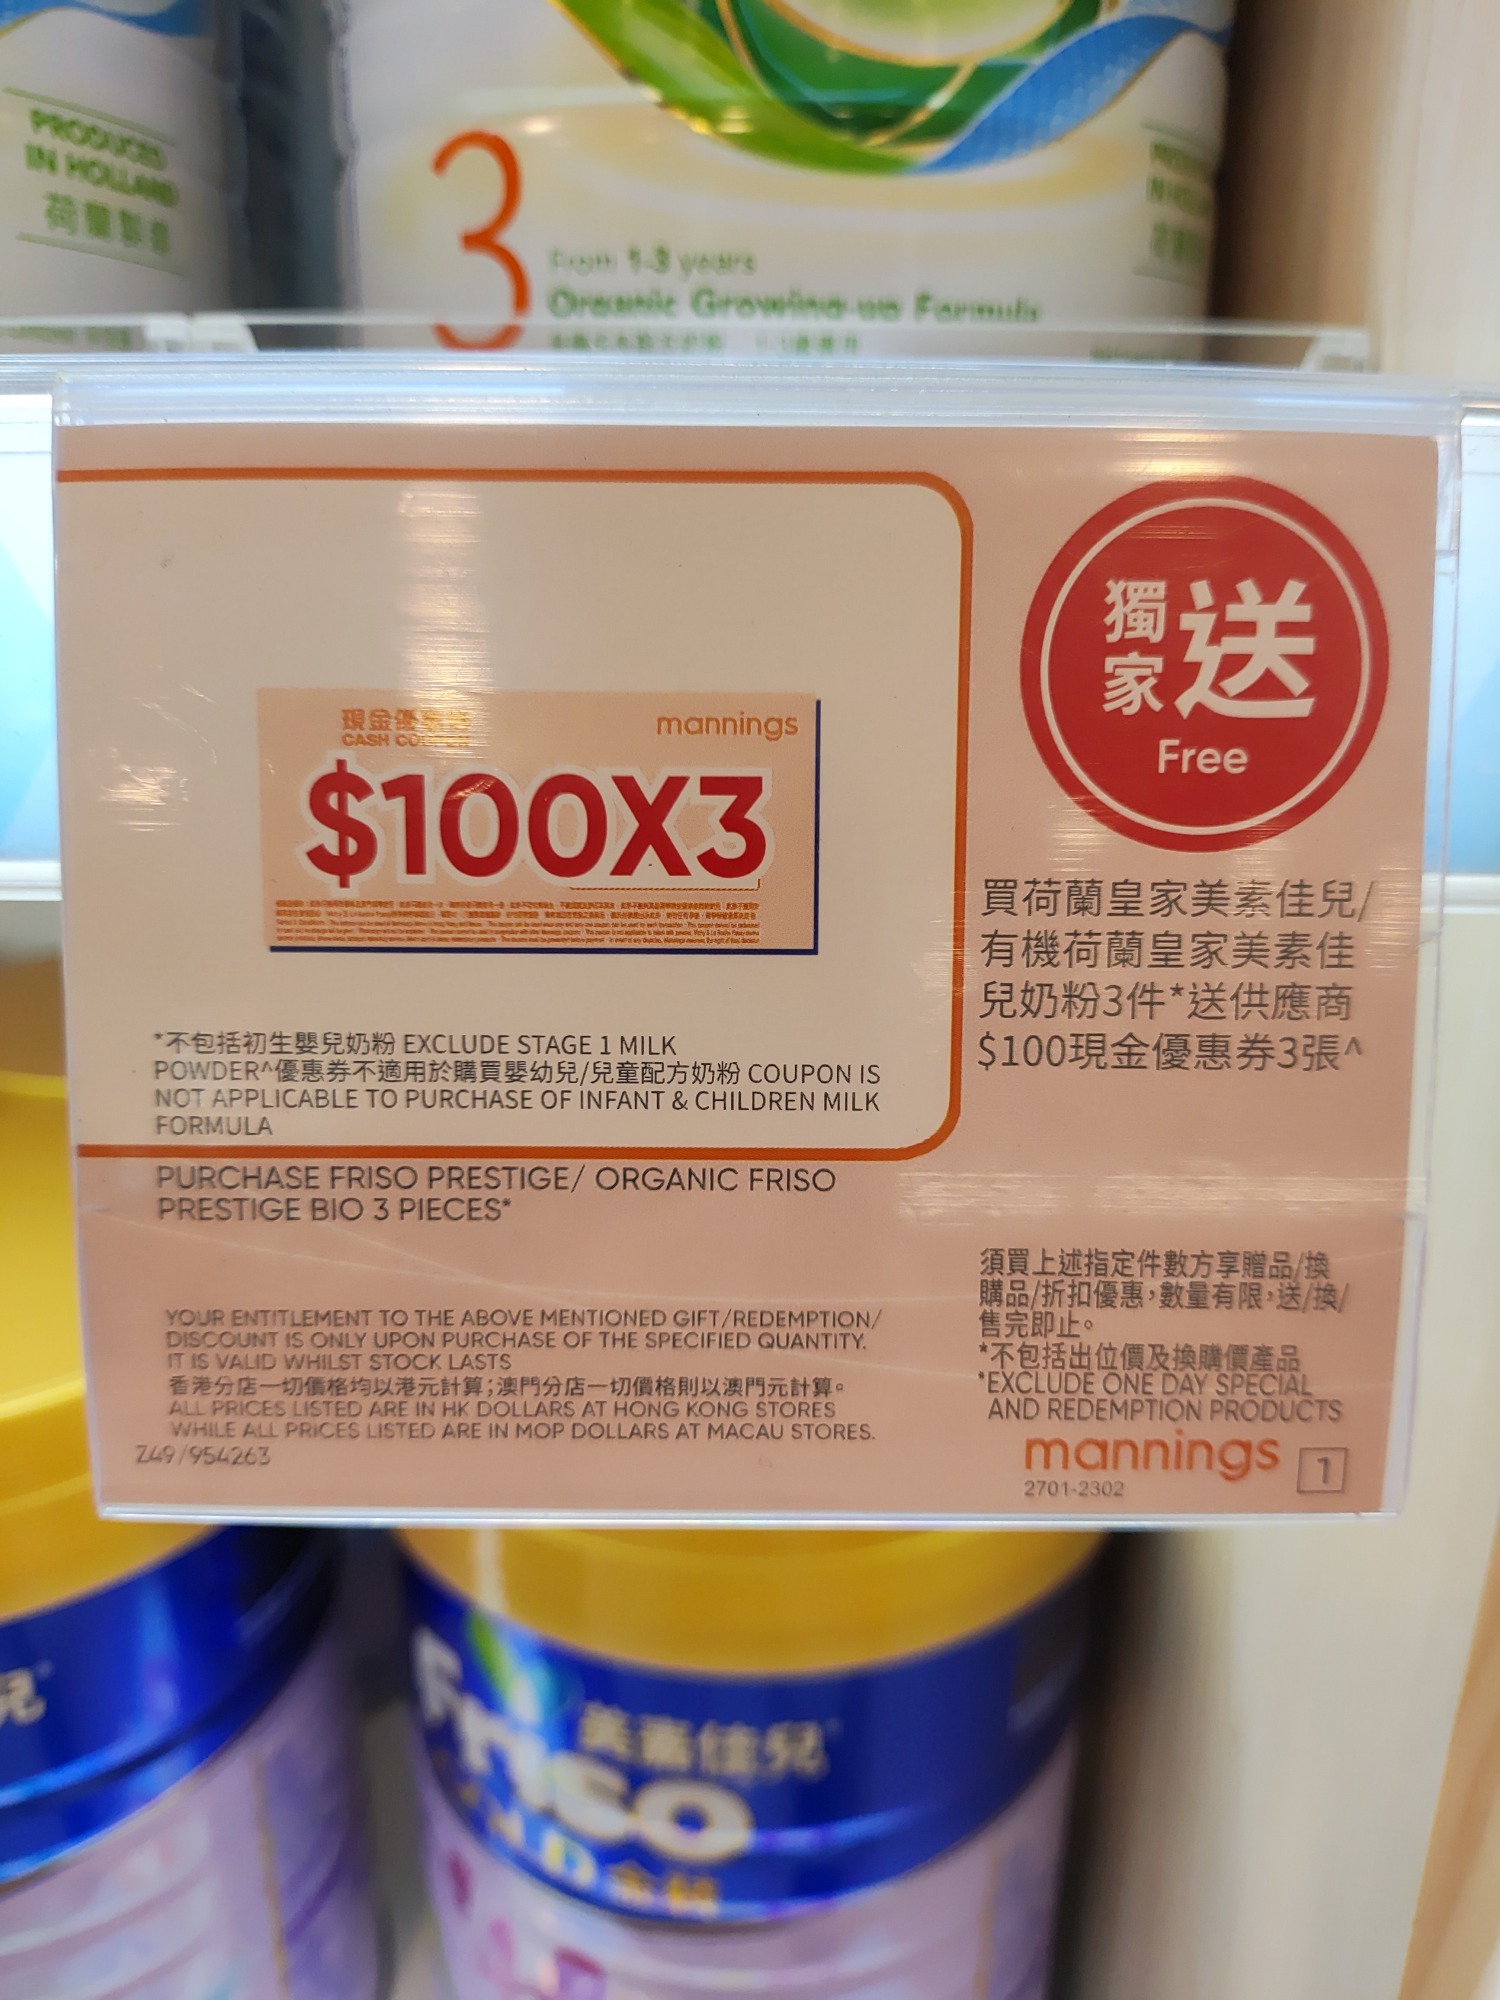 PRODUCED
IN HOLLAND
荷蘭製造
3
From 1-3 years
Organic Growing-up Formula
獨家
送
Free
現金優
CASH
mannings
$100X3
買荷蘭皇家美素佳兒/
有機荷蘭皇家美素佳
兒奶粉3件*送供應商
$100現金優惠券3張^
*不包括初生嬰兒奶粉 EXCLUDE STAGE 1 MILK
POWDER^優惠券不適用於購買嬰幼兒/兒童配方奶粉 COUPON IS
NOT APPLICABLE TO PURCHASE OF INFANT & CHILDREN MILK
FORMULA
PURCHASE FRISO PRESTIGE/ ORGANIC FRISO
PRESTIGE BIO 3 PIECES*
YOUR ENTITLEMENT TO THE ABOVE MENTIONED GIFT/REDEMPTION/
DISCOUNT IS ONLY UPON PURCHASE OF THE SPECIFIED QUANTITY.
IT IS VALID WHILST STOCK LASTS
香港分店一切價格均以港元計算;澳門分店一切價格則以澳門元計算。
ALL PRICES LISTED ARE IN HK DOLLARS AT HONG KONG STORES
WHILE ALL PRICES LISTED ARE IN MOP DOLLARS AT MACAU STORES.
Z49/954263
須買上述指定件數方享贈品/換
購品/折扣優惠,數量有限,送/換/
售完即止。
*不包括出位價及換購價產品
*EXCLUDE ONE DAY SPECIAL
AND REDEMPTION PRODUCTS
mannings
1
2701-2302
兒
美素佳兒
Friso